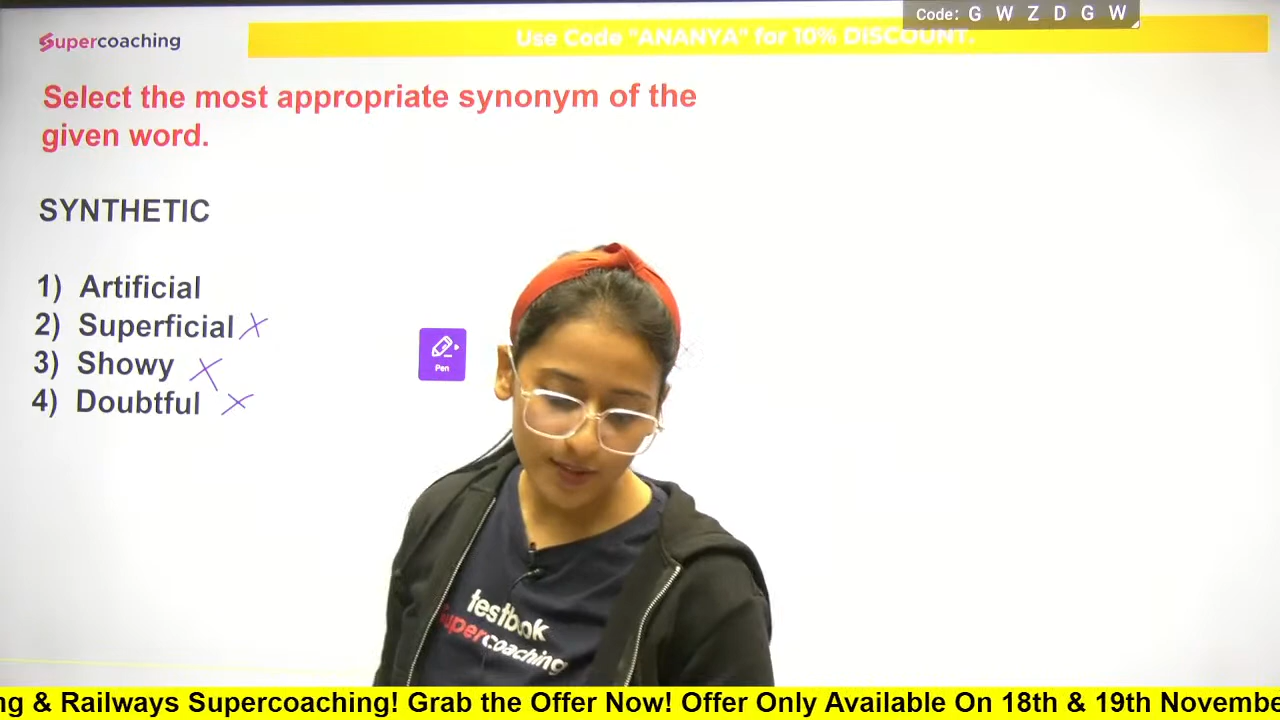 Code: G W Z D G W
Supercoaching
Use Code "ANANYA" for 10% DISCOUNT.
Select the most appropriate synonym of the
given word.
SYNTHETIC
1) Artificial
2) Superficial
3) Showy
4) Doubtful
Pen
testbook
supercoaching
ng & Railways Supercoaching! Grab the Offer Now! Offer Only Available On 18th & 19th Novembe